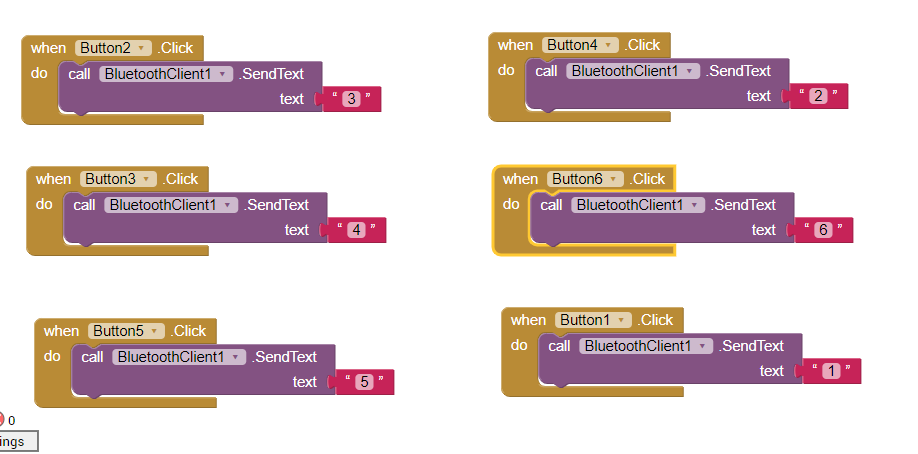 when Button2 .Click
do call BluetoothClient1 .SendText
text “ 3 ”
when Button4 .Click
do call BluetoothClient1 .SendText
text “ 2 ”
when Button3 .Click
do call BluetoothClient1 .SendText
text “ 4 ”
when Button6 .Click
do call BluetoothClient1 .SendText
text “ 6 ”
when Button5 .Click
do call BluetoothClient1 .SendText
text “ 5 ”
when Button1 .Click
do call BluetoothClient1 .SendText
text “ 1 ”
0
ings